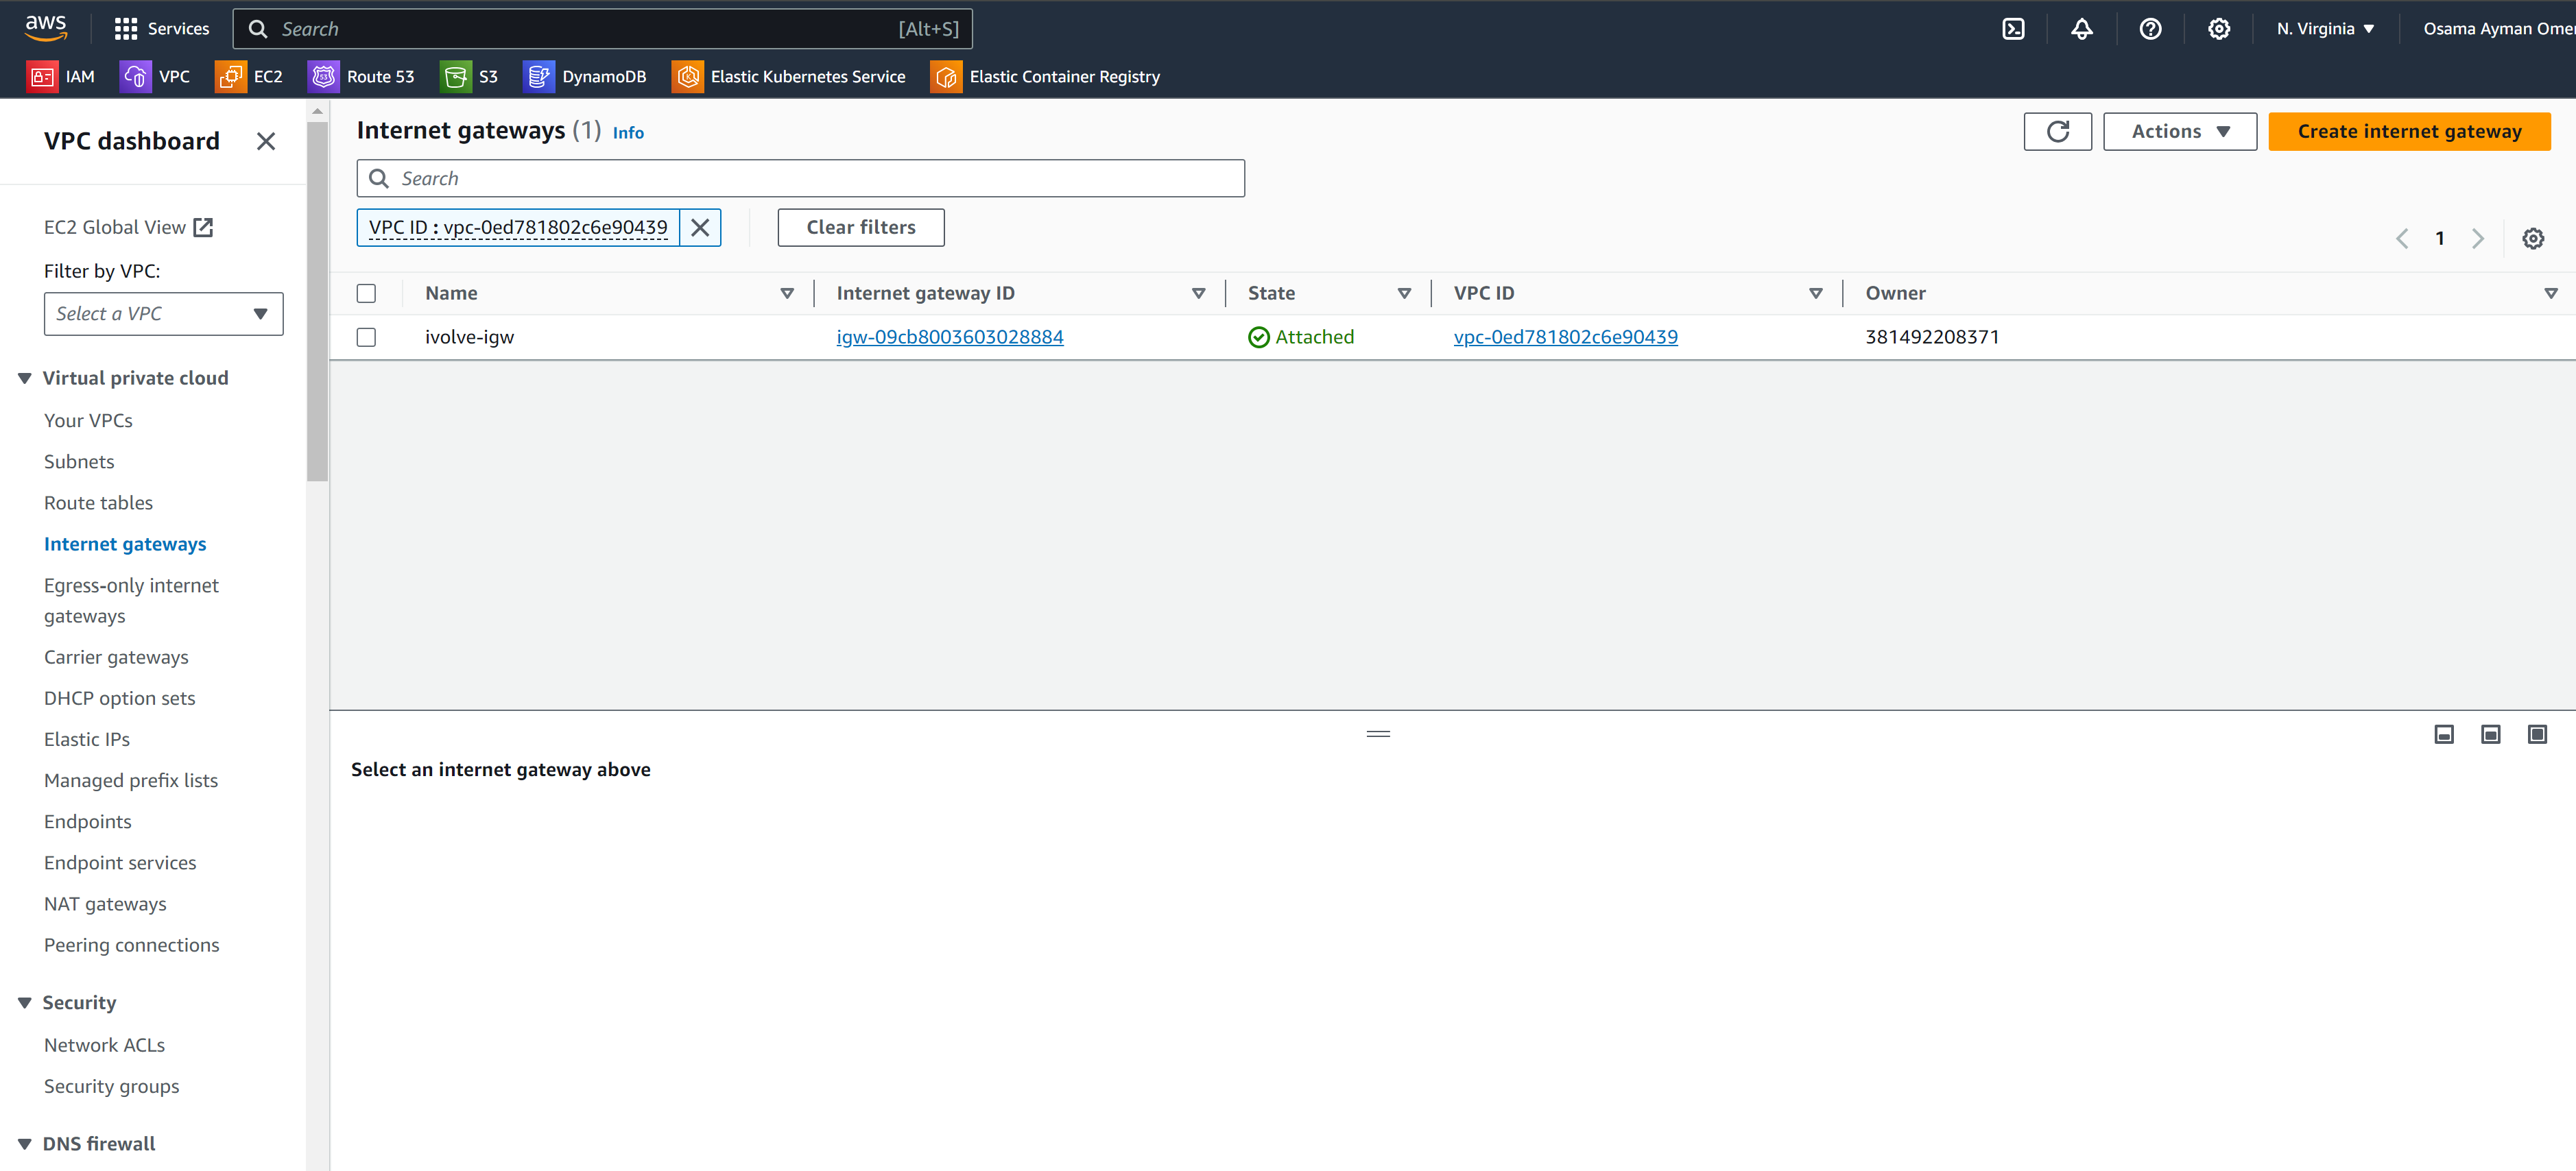 aws Services Search [Alt+S] N. Virginia Osama Ayman Ome
IAM VPC EC2 Route 53 S3 DynamoDB Elastic Kubernetes Service Elastic Container Registry
VPC dashboard
EC2 Global View
Filter by VPC:
Select a VPC
Virtual private cloud
Your VPCs
Subnets
Route tables
Internet gateways
Egress-only internet
gateways
Carrier gateways
DHCP option sets
Elastic IPs
Managed prefix lists
Endpoints
Endpoint services
NAT gateways
Peering connections
Security
Network ACLs
Security groups
DNS firewall
Internet gateways (1) Info
Actions
Create internet gateway
Search
VPC ID : vpc-0ed781802c6e90439
Clear filters
1
Name Internet gateway ID State VPC ID Owner
ivolve-igw igw-09cb8003603028884 Attached vpc-0ed781802c6e90439 381492208371
Select an internet gateway above